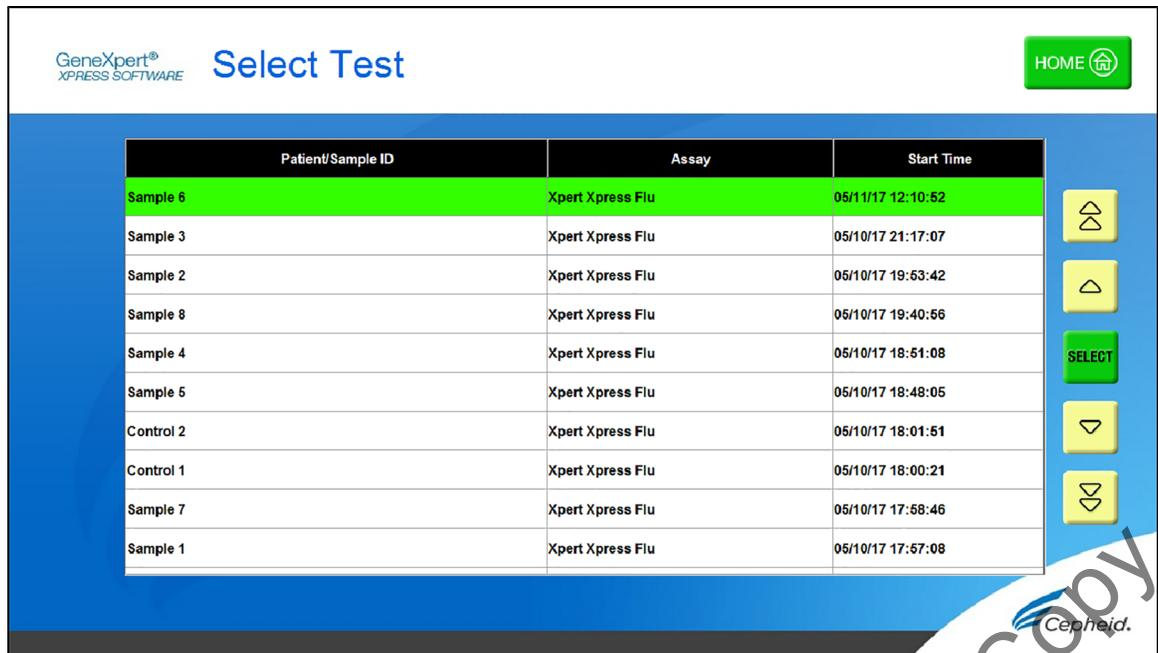 GeneXpert®
XPRESS SOFTWARE
Select Test
HOME
Patient/Sample ID Assay Start Time
Sample 6 Xpert Xpress Flu 05/11/17 12:10:52
Sample 3 Xpert Xpress Flu 05/10/17 21:17:07
Sample 2 Xpert Xpress Flu 05/10/17 19:53:42
Sample 8 Xpert Xpress Flu 05/10/17 19:40:56
Sample 4 Xpert Xpress Flu 05/10/17 18:51:08
SELECT
Sample 5 Xpert Xpress Flu 05/10/17 18:48:05
Control 2 Xpert Xpress Flu 05/10/17 18:01:51
Control 1 Xpert Xpress Flu 05/10/17 18:00:21
Sample 7 Xpert Xpress Flu 05/10/17 17:58:46
Sample 1 Xpert Xpress Flu 05/10/17 17:57:08
Cepheid.
Copy